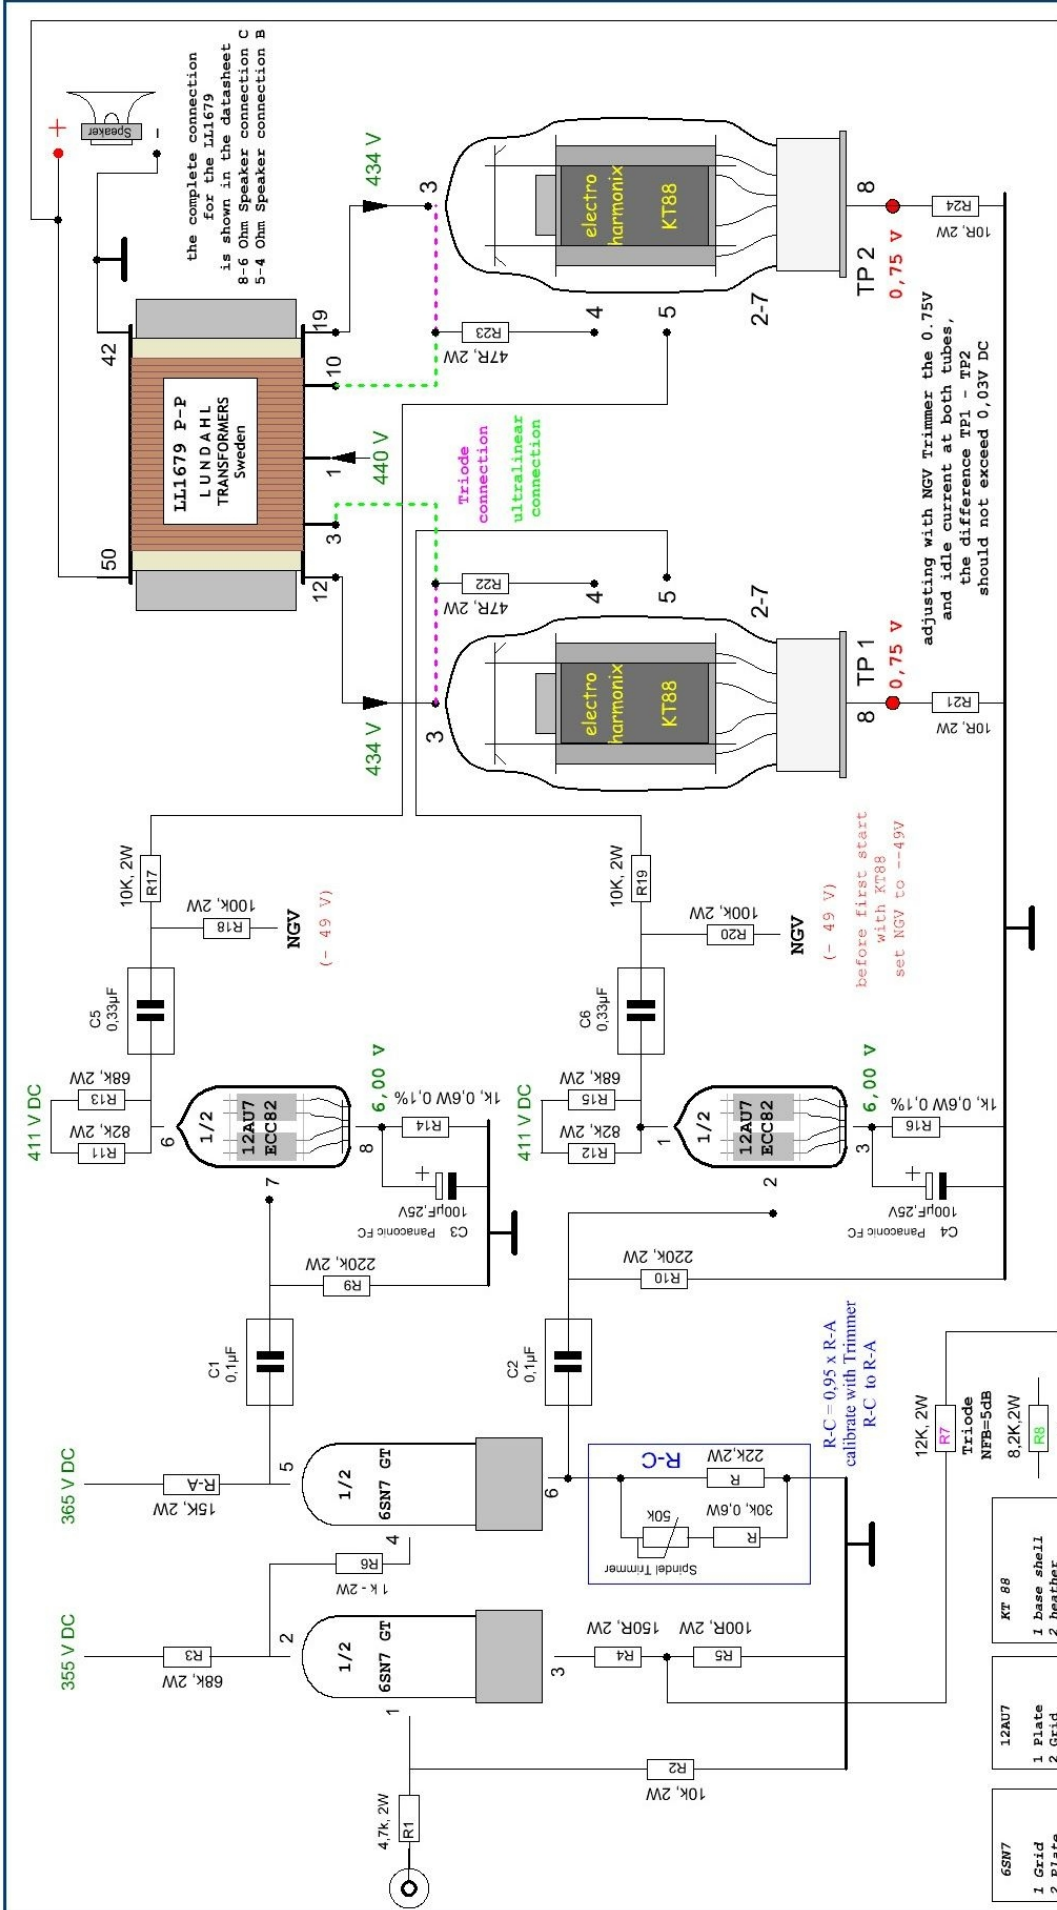 the complete connection
for the LL1679
is shown in the datasheet
8-6 Ohm Speaker connection C
5-4 Ohm Speaker connection B
+
Speaker
-
42
50
LL1679 P-P
LUNDAHL
TRANSFORMERS
Sweden
19
10
1
3
12
440 V
434 V
434 V
Triode
connection
ultralinear
connection
3
electro
harmonix
KT88
R23
47R, 2W
4
5
2-7
8
TP 2
0,75 V
R24
10R, 2W
3
electro
harmonix
KT88
R22
47R, 2W
4
5
2-7
8
TP 1
0,75 V
R21
10R, 2W
adjusting with NGV Trimmer the 0.75V
and idle current at both tubes,
the difference TP1 - TP2
should not exceed 0,03V DC
10K, 2W
R17
R18
100k, 2W
NGV
(- 49 V)
C5
0,33µF
10K, 2W
R19
R20
100k, 2W
NGV
(- 49 V)
before first start
with KT88
set NGV to --49V
C6
0,33µF
411 V DC
R13
68k, 2W
R11
82k, 2W
6
1/2
12AU7
ECC82
7
8
6,00 V
R14
1k, 0,6W 0,1%
+
100µF,25V
C3 Panaconic FC
411 V DC
R15
68k, 2W
R12
82k, 2W
1
1/2
12AU7
ECC82
2
3
6,00 V
R16
1k, 0,6W 0,1%
+
100µF,25V
C4 Panaconic FC
R9
220k, 2W
R10
220k, 2W
C1
0,1µF
C2
0,1µF
365 V DC
R-A
15K, 2W
5
1/2
6SN7 GT
4
6
R6
1 k - 2W
R-C
R
22k,2W
50k
R
30k, 0,6W
Spindel Trimmer
R-C = 0,95 x R-A
calibrate with Trimmer
R-C to R-A
355 V DC
R3
68k, 2W
2
1/2
6SN7 GT
1
3
R4
150R, 2W
R5
100R, 2W
R2
10k, 2W
4,7k, 2W
R1
12K, 2W
R7
Triode
NFB=5dB
8,2K,2W
R8
KT 88
1 base shell
2 heather
12AU7
1 Plate
2 Grid
6SN7
1 Grid
2 Plate